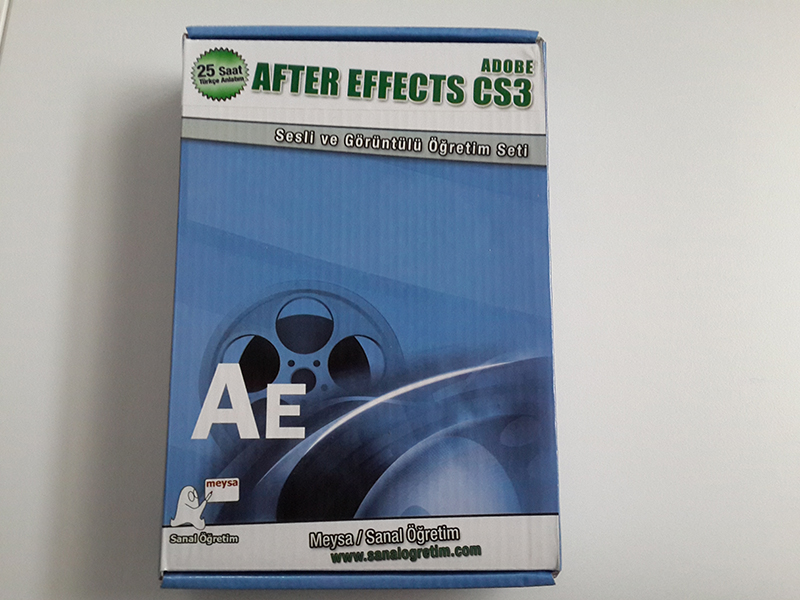 25 Saat
Türkçe Anlatım
ADOBE
AFTER EFFECTS CS3
Sesli ve Görüntülü Öğretim Seti
AE
meysa
Sanal Öğretim
Meysa / Sanal Öğretim
www.sanalogretim.com